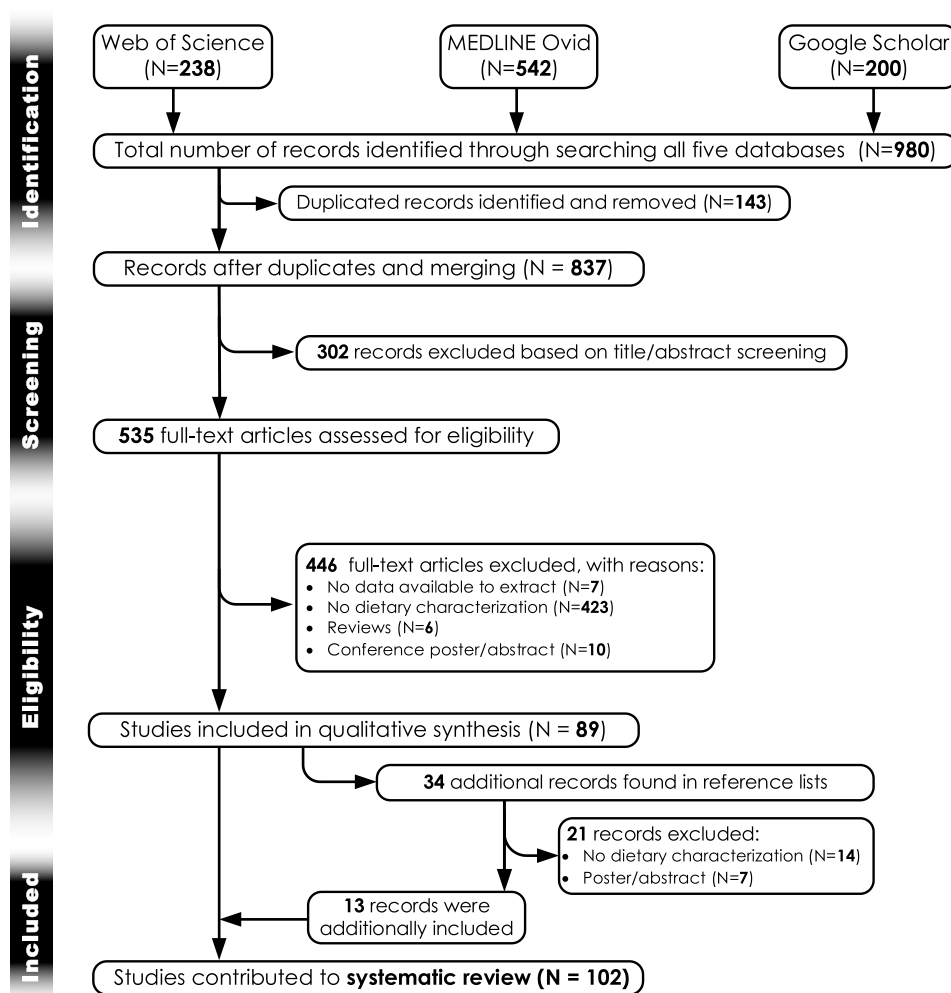 Identification
Web of Science
(N=238)
MEDLINE Ovid
(N=542)
Google Scholar
(N=200)
Total number of records identified through searching all five databases (N=980)
Duplicated records identified and removed (N=143)
Records after duplicates and merging (N = 837)
Screening
302 records excluded based on title/abstract screening
535 full-text articles assessed for eligibility
Eligibility
446 full-text articles excluded, with reasons:
• No data available to extract (N=7)
• No dietary characterization (N=423)
• Reviews (N=6)
• Conference poster/abstract (N=10)
Studies included in qualitative synthesis (N = 89)
34 additional records found in reference lists
21 records excluded:
• No dietary characterization (N=14)
• Poster/abstract (N=7)
Included
13 records were
additionally included
Studies contributed to systematic review (N = 102)